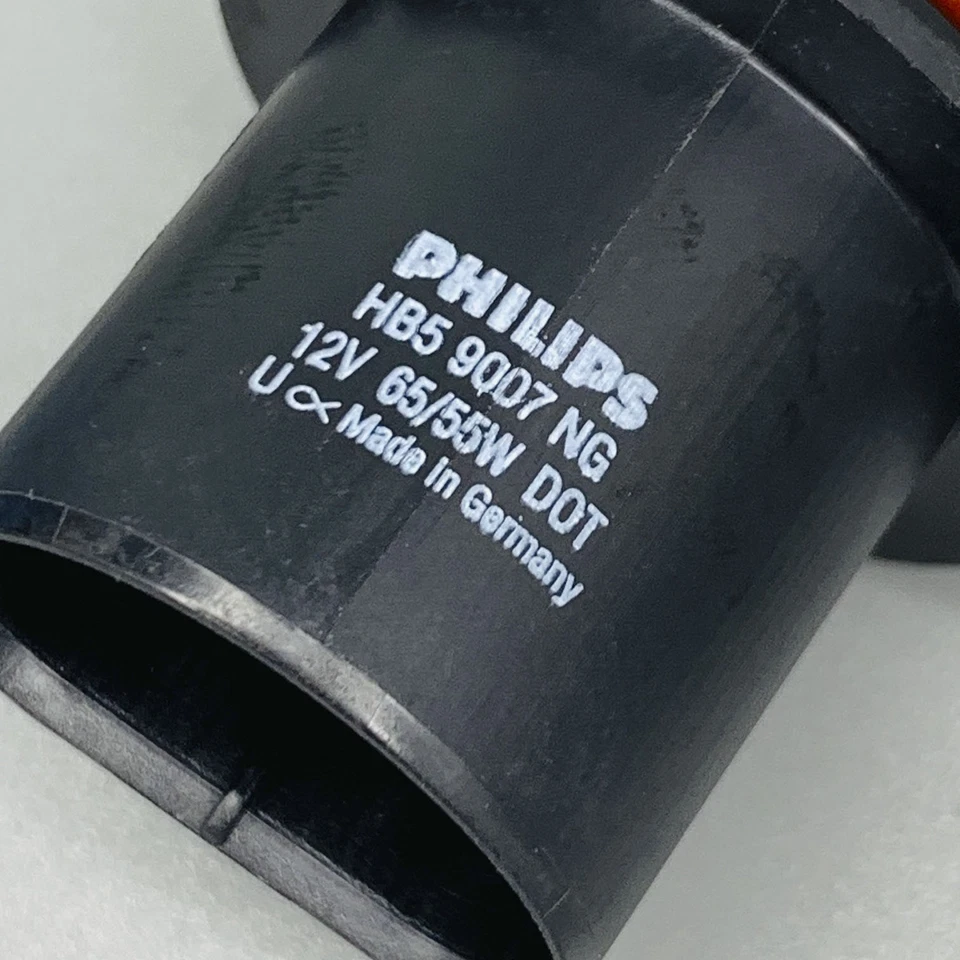 PHILIPS
HB5 9007 NG
12V 65/55W DOT
U ∝ Made in Germany